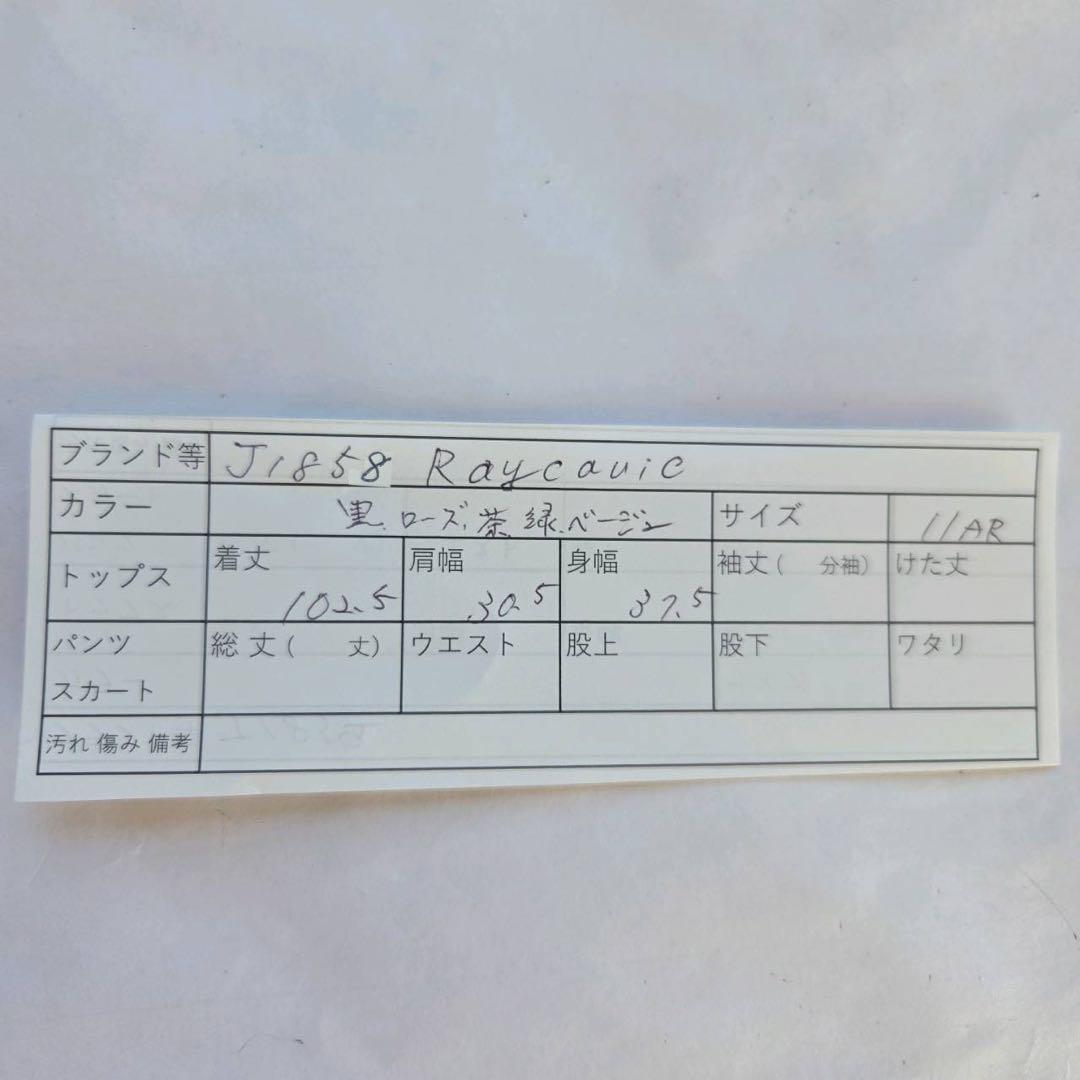 ブランド等 J1858 Raycauic
カラー 黒、ローズ、茶、緑、ベージュ サイズ 11AR
トップス 着丈 102.5 肩幅 30.5 身幅 37.5 袖丈( 分袖) けた丈
パンツ スカート 総丈( 丈) ウエスト 股上 股下 ワタリ
汚れ 傷み 備考